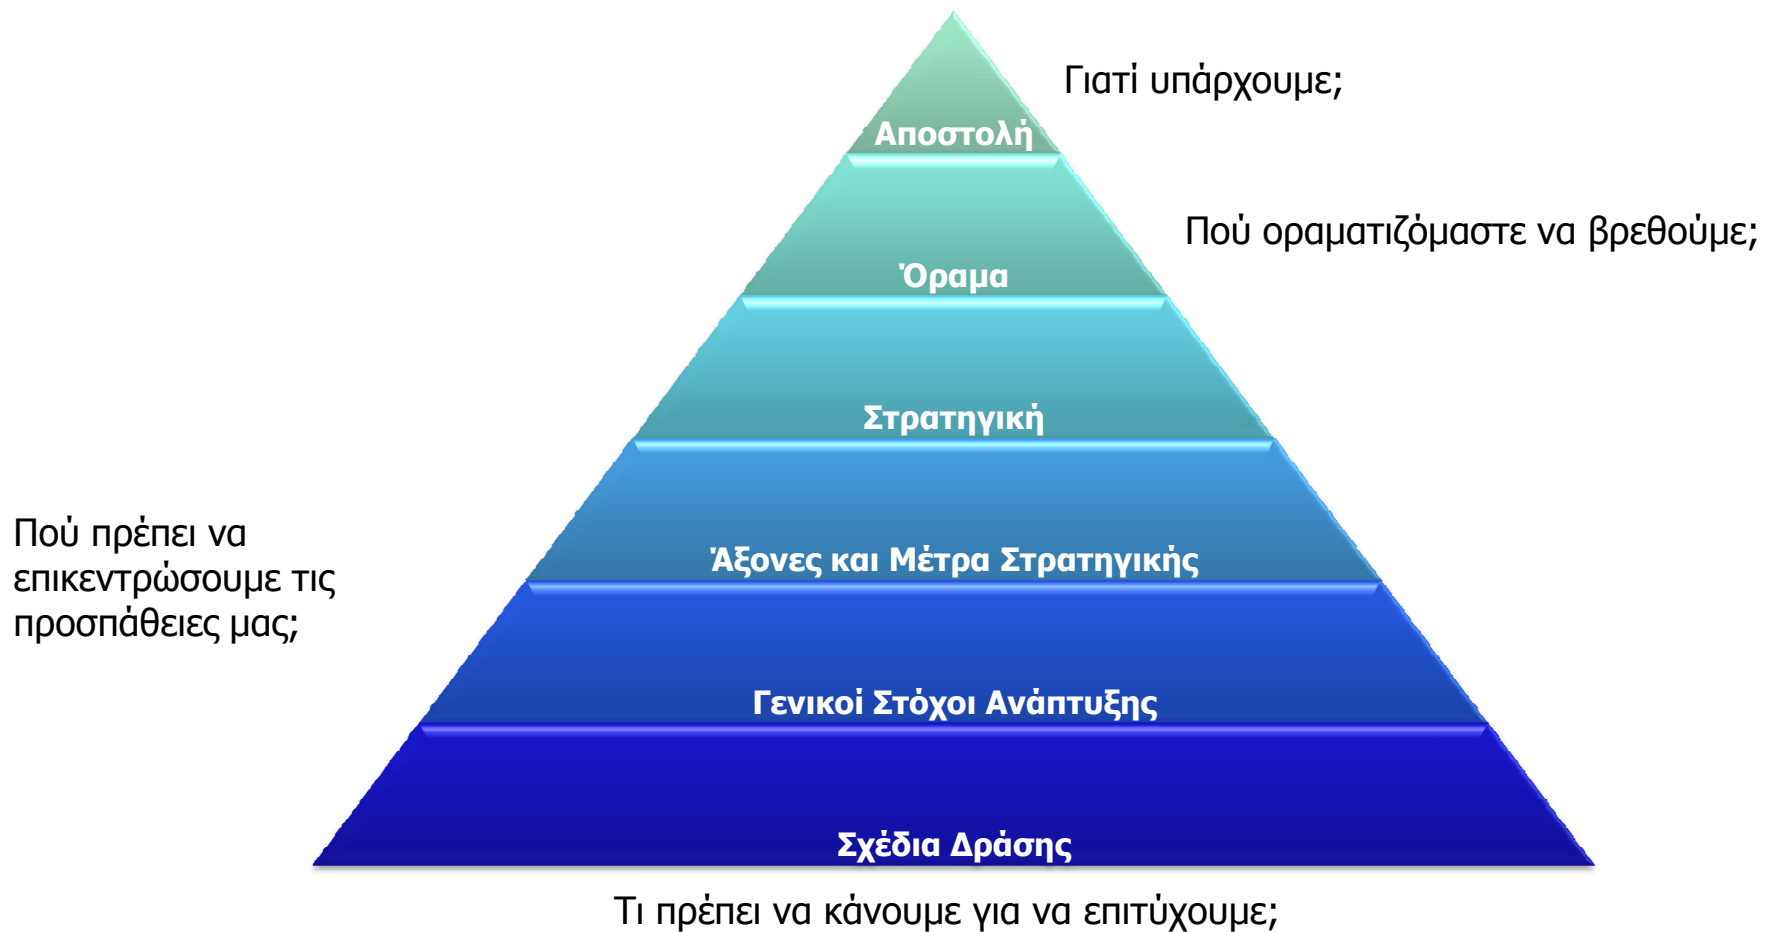 Γιατί υπάρχουμε;
Αποστολή
Πού οραματιζόμαστε να βρεθούμε;
Όραμα
Στρατηγική
Πού πρέπει να
επικεντρώσουμε τις
προσπάθειες μας;
Άξονες και Μέτρα Στρατηγικής
Γενικοί Στόχοι Ανάπτυξης
Σχέδια Δράσης
Τι πρέπει να κάνουμε για να επιτύχουμε;